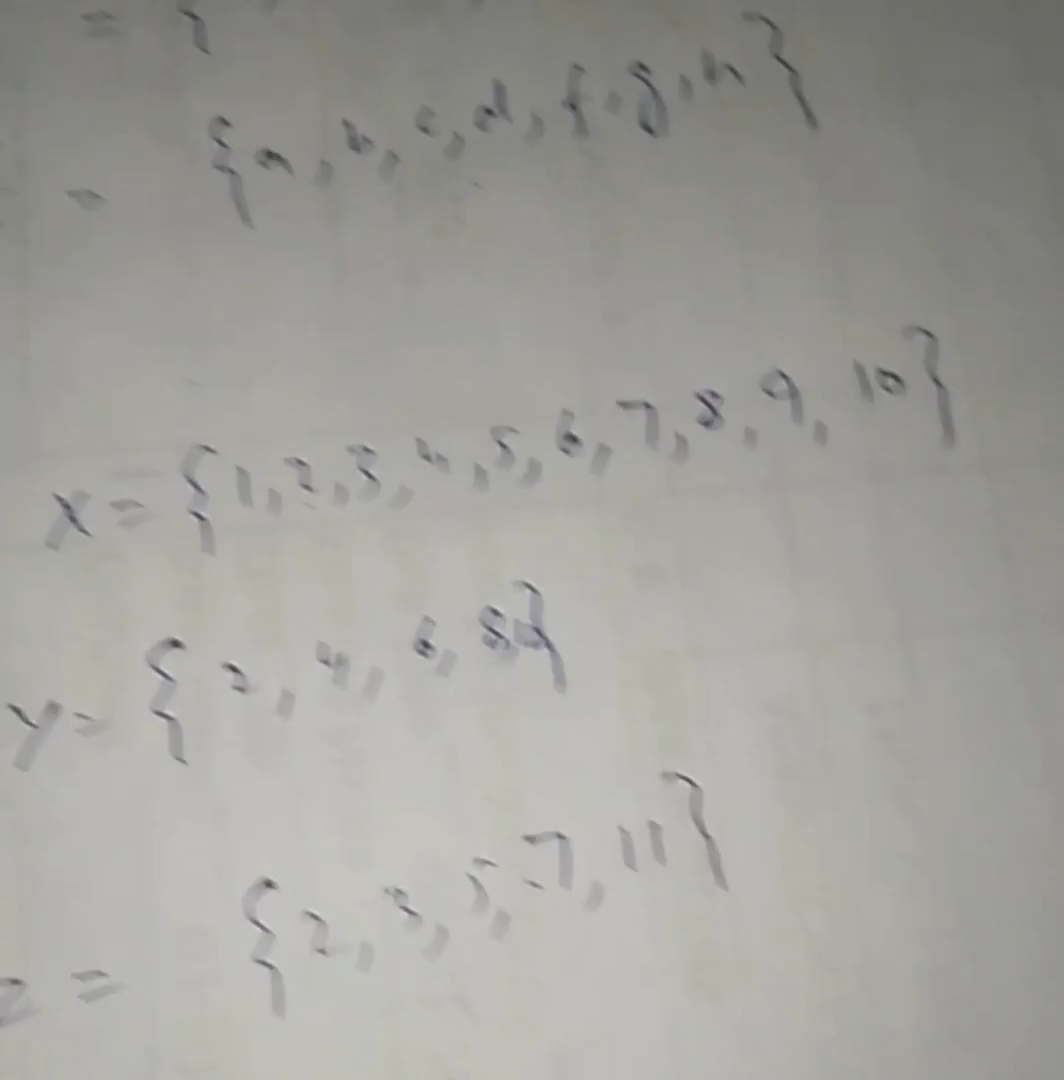 = {
= {a, b, c, d, f, g, h}
X = {1, 2, 3, 4, 5, 6, 7, 8, 9, 10}
Y = {2, 4, 6, 8}
Z = {2, 3, 5, 7, 11}